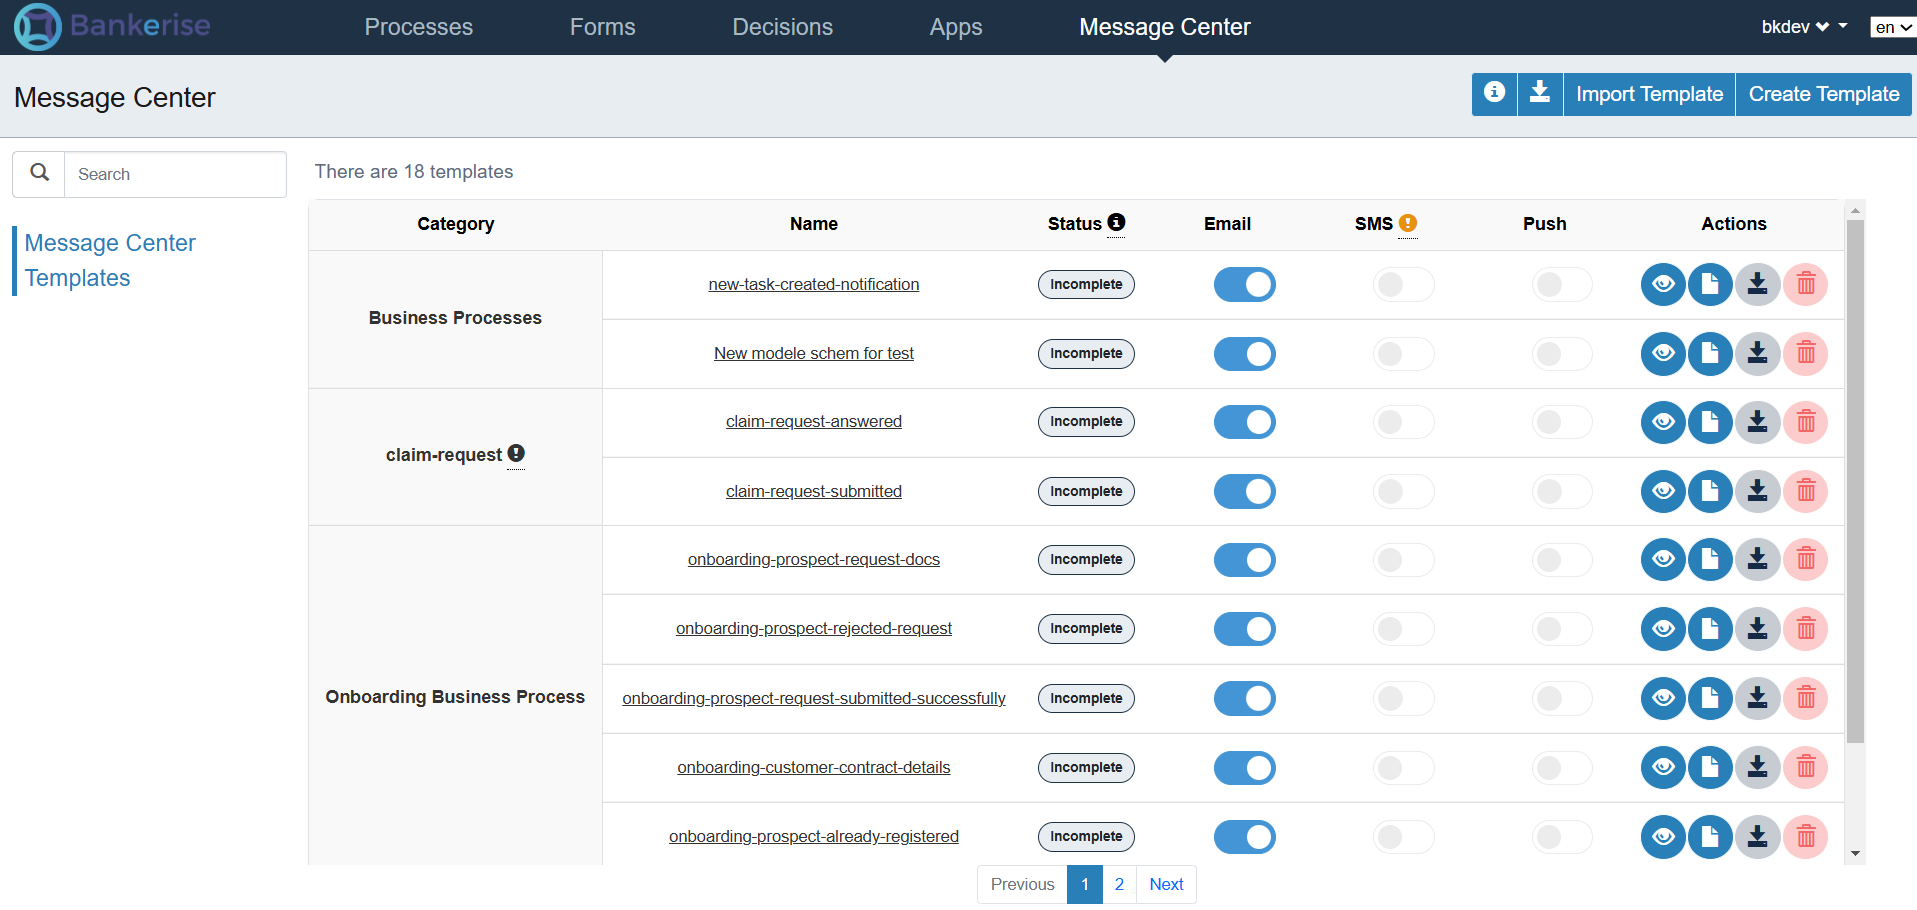 Bankerise
Processes
Forms
Decisions
Apps
Message Center
bkdev
en
Message Center
Import Template
Create Template
Search
There are 18 templates
Message Center
Templates
Category
Name
Status
Email
SMS
Push
Actions
Business Processes
new-task-created-notification
Incomplete
New modele schem for test
Incomplete
claim-request
claim-request-answered
Incomplete
claim-request-submitted
Incomplete
Onboarding Business Process
onboarding-prospect-request-docs
Incomplete
onboarding-prospect-rejected-request
Incomplete
onboarding-prospect-request-submitted-successfully
Incomplete
onboarding-customer-contract-details
Incomplete
onboarding-prospect-already-registered
Incomplete
Previous
1
2
Next